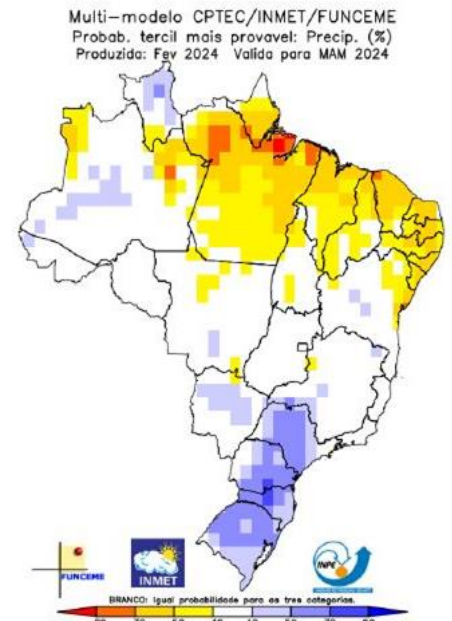 Multi-modelo CPTEC/INMET/FUNCEME
Probab. tercil mais provavel: Precip. (%)
Produzida: Fev 2024 Valida para MAM 2024
FUNCEME
INMET
INPE
BRANCO: Igual probabilidade para as tres categorias.